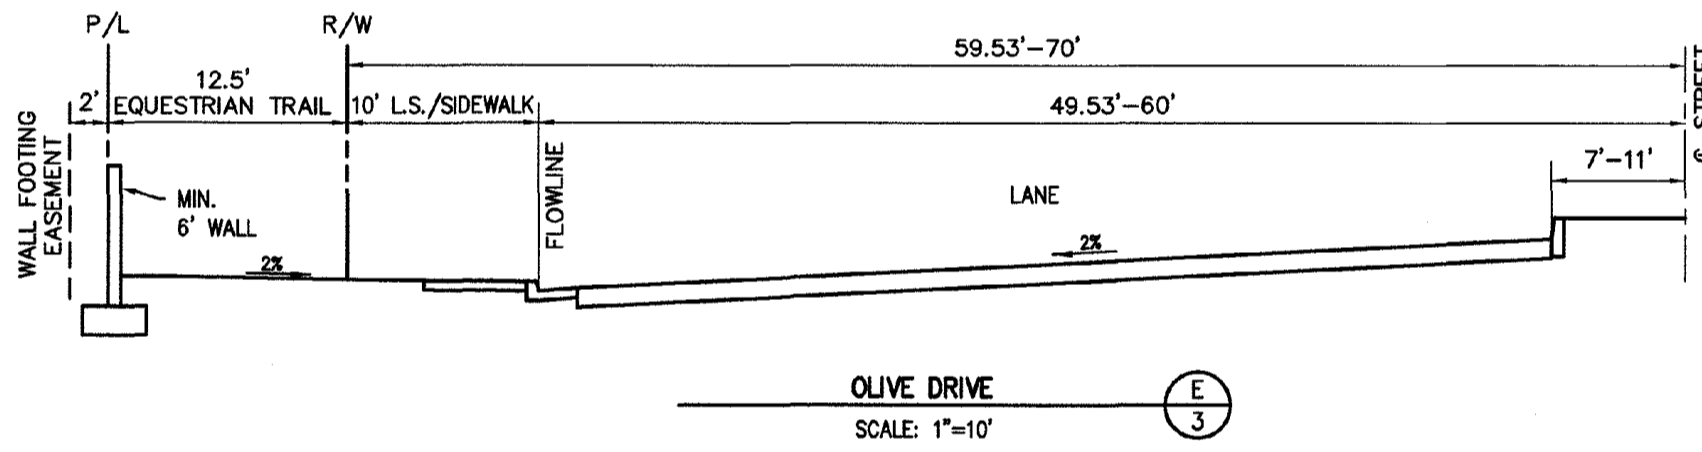 P/L
R/W
59.53'-70'
12.5'
2'
EQUESTRIAN TRAIL
10' L.S./SIDEWALK
49.53'-60'
WALL FOOTING
EASEMENT
FLOWLINE
7'-11'
℄ STREET
MIN.
6' WALL
LANE
2%
2%
OLIVE DRIVE
SCALE: 1"=10'
E
3